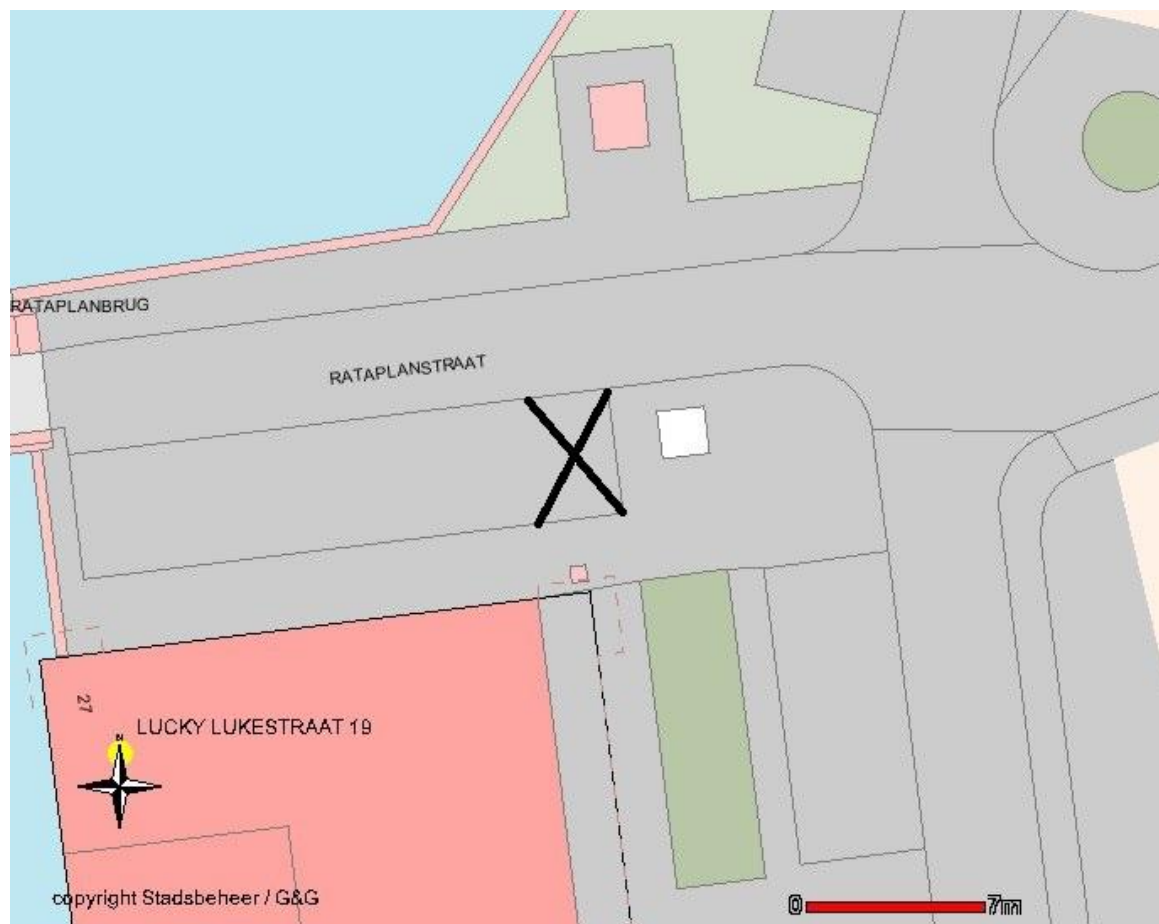 RATAPLANBRUG
RATAPLANSTRAAT
27
LUCKY LUKESTRAAT 19
N
copyright Stadsbeheer / G&G
0 7m